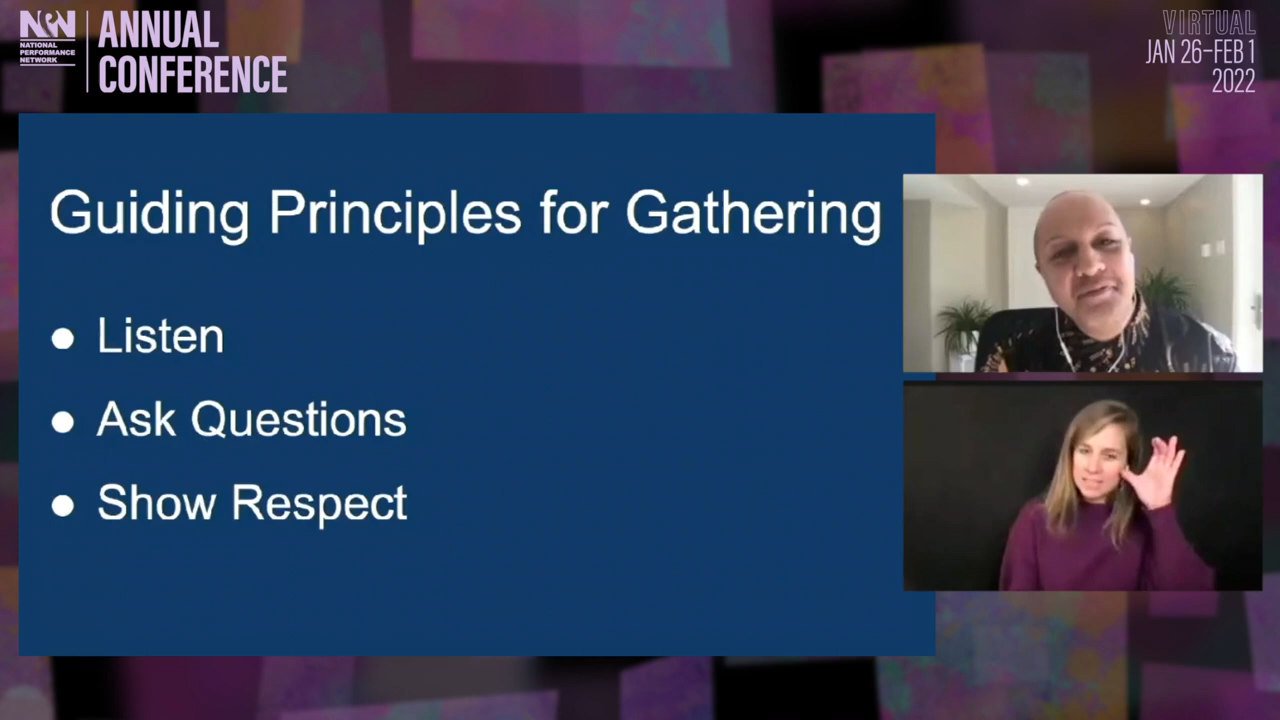 NPN
NATIONAL
PERFORMANCE
NETWORK
ANNUAL
CONFERENCE
VIRTUAL
JAN 26–FEB 1
2022
Guiding Principles for Gathering
● Listen
● Ask Questions
● Show Respect